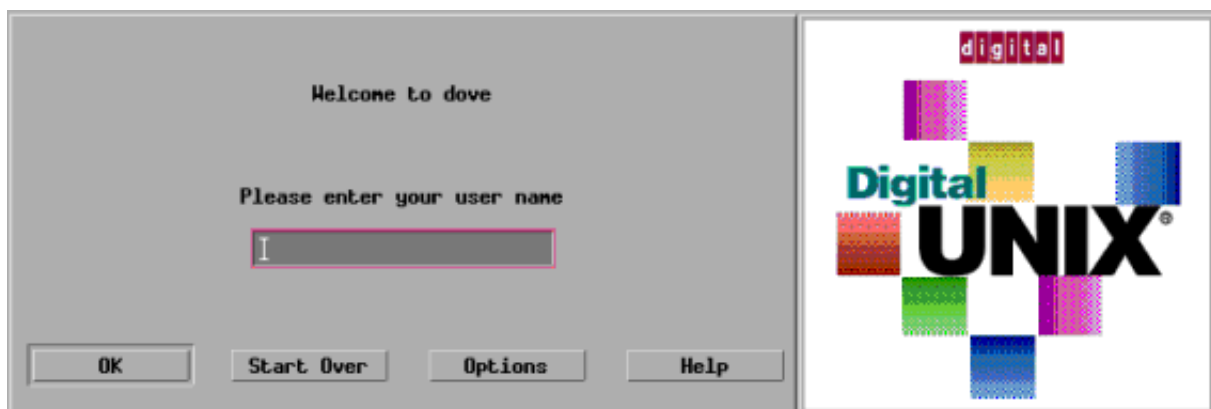 Welcome to dove
Please enter your user name
OK Start Over Options Help
digital
Digital
UNIX®